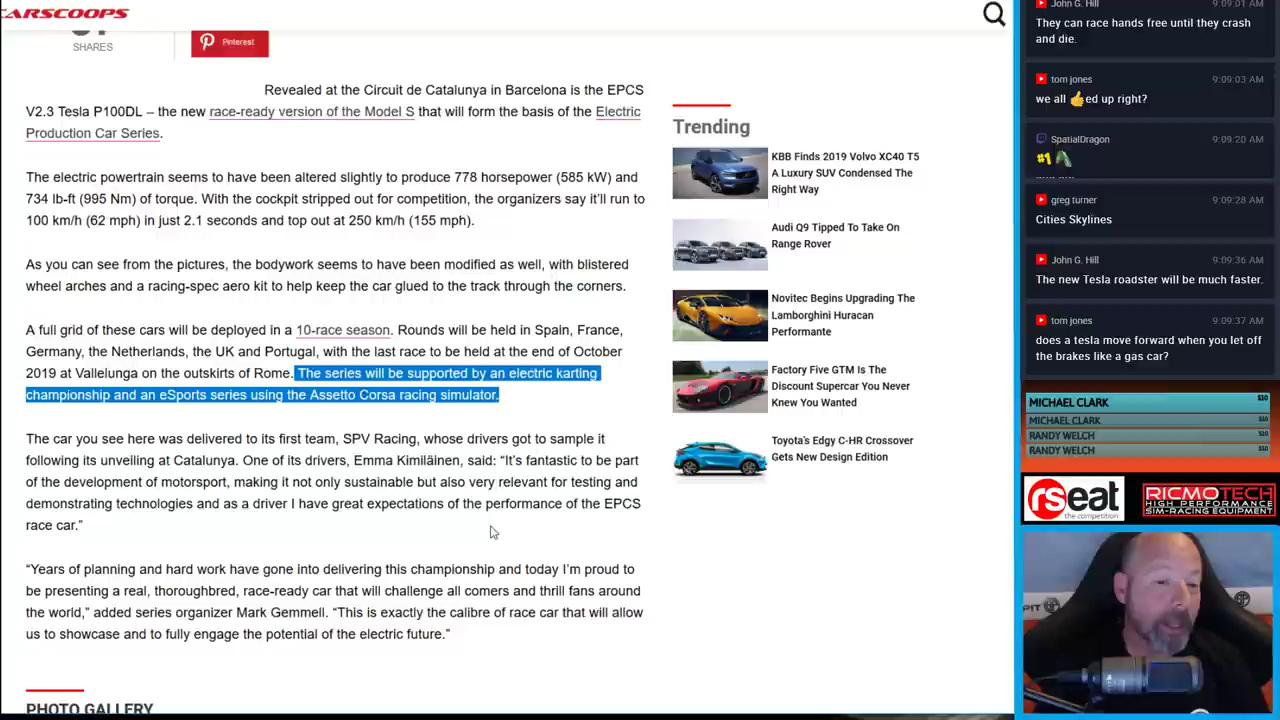 CARSCOOPS
SHARES
Pinterest
Revealed at the Circuit de Catalunya in Barcelona is the EPCS
V2.3 Tesla P100DL – the new race-ready version of the Model S that will form the basis of the Electric
Production Car Series.
The electric powertrain seems to have been altered slightly to produce 778 horsepower (585 kW) and
734 lb-ft (995 Nm) of torque. With the cockpit stripped out for competition, the organizers say it’ll run to
100 km/h (62 mph) in just 2.1 seconds and top out at 250 km/h (155 mph).
As you can see from the pictures, the bodywork seems to have been modified as well, with blistered
wheel arches and a racing-spec aero kit to help keep the car glued to the track through the corners.
A full grid of these cars will be deployed in a 10-race season. Rounds will be held in Spain, France,
Germany, the Netherlands, the UK and Portugal, with the last race to be held at the end of October
2019 at Vallelunga on the outskirts of Rome. The series will be supported by an electric karting
championship and an eSports series using the Assetto Corsa racing simulator.
The car you see here was delivered to its first team, SPV Racing, whose drivers got to sample it
following its unveiling at Catalunya. One of its drivers, Emma Kimiläinen, said: “It’s fantastic to be part
of the development of motorsport, making it not only sustainable but also very relevant for testing and
demonstrating technologies and as a driver I have great expectations of the performance of the EPCS
race car.”
“Years of planning and hard work have gone into delivering this championship and today I’m proud to
be presenting a real, thoroughbred, race-ready car that will challenge all comers and thrill fans around
the world,” added series organizer Mark Gemmell. “This is exactly the calibre of race car that will allow
us to showcase and to fully engage the potential of the electric future.”
PHOTO GALLERY
Trending
KBB Finds 2019 Volvo XC40 T5
A Luxury SUV Condensed The
Right Way
Audi Q9 Tipped To Take On
Range Rover
Novitec Begins Upgrading The
Lamborghini Huracan
Performante
Factory Five GTM Is The
Discount Supercar You Never
Knew You Wanted
Toyota’s Edgy C-HR Crossover
Gets New Design Edition
John G. Hill 9:09:01 AM
They can race hands free until they crash
and die.
tom jones 9:09:03 AM
we all 👍ed up right?
SpatialDragon 9:09:20 AM
#1
greg turner 9:09:28 AM
Cities Skylines
John G. Hill 9:09:36 AM
The new Tesla roadster will be much faster.
tom jones 9:09:37 AM
does a tesla move forward when you let off
the brakes like a gas car?
MICHAEL CLARK $10
MICHAEL CLARK
RANDY WELCH
RANDY WELCH
rseat
the competition
RICMOTECH
HIGH PERFORMANCE
SIM-RACING EQUIPMENT